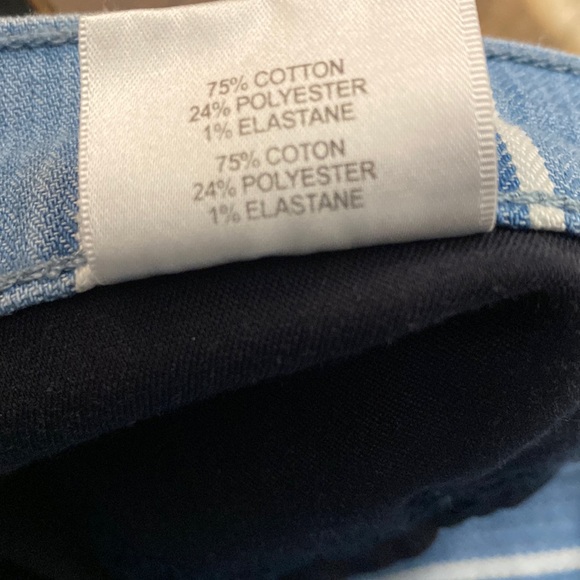 75% COTTON
24% POLYESTER
1% ELASTANE
75% COTON
24% POLYESTER
1% ELASTANE